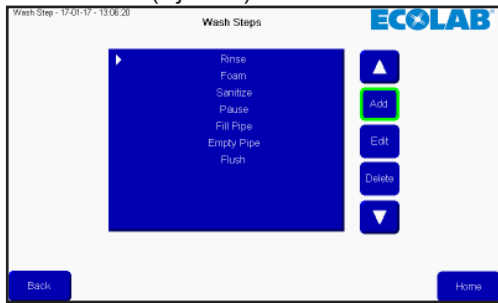 Wash Step - 17-01-17 - 13:06:20
Wash Steps
ECOLAB®
Rinse
Foam
Sanitize
Pause
Fill Pipe
Empty Pipe
Flush
Add
Edit
Delete
Back
Home